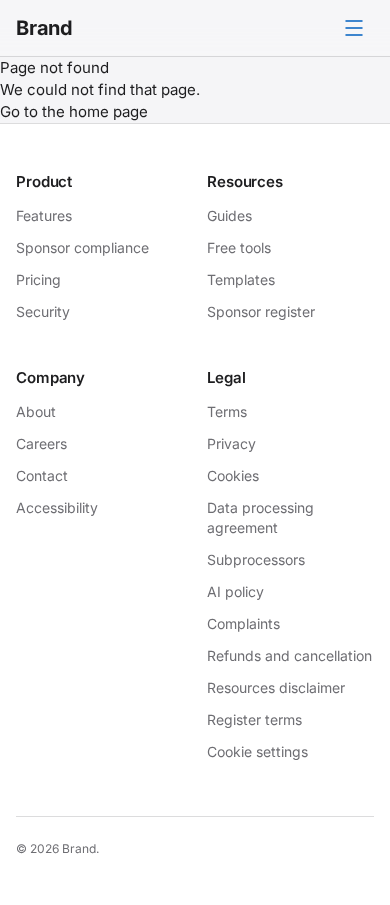 Brand
Page not found
We could not find that page.
Go to the home page
Product
Features
Sponsor compliance
Pricing
Security
Resources
Guides
Free tools
Templates
Sponsor register
Company
About
Careers
Contact
Accessibility
Legal
Terms
Privacy
Cookies
Data processing
agreement
Subprocessors
AI policy
Complaints
Refunds and cancellation
Resources disclaimer
Register terms
Cookie settings
© 2026 Brand.